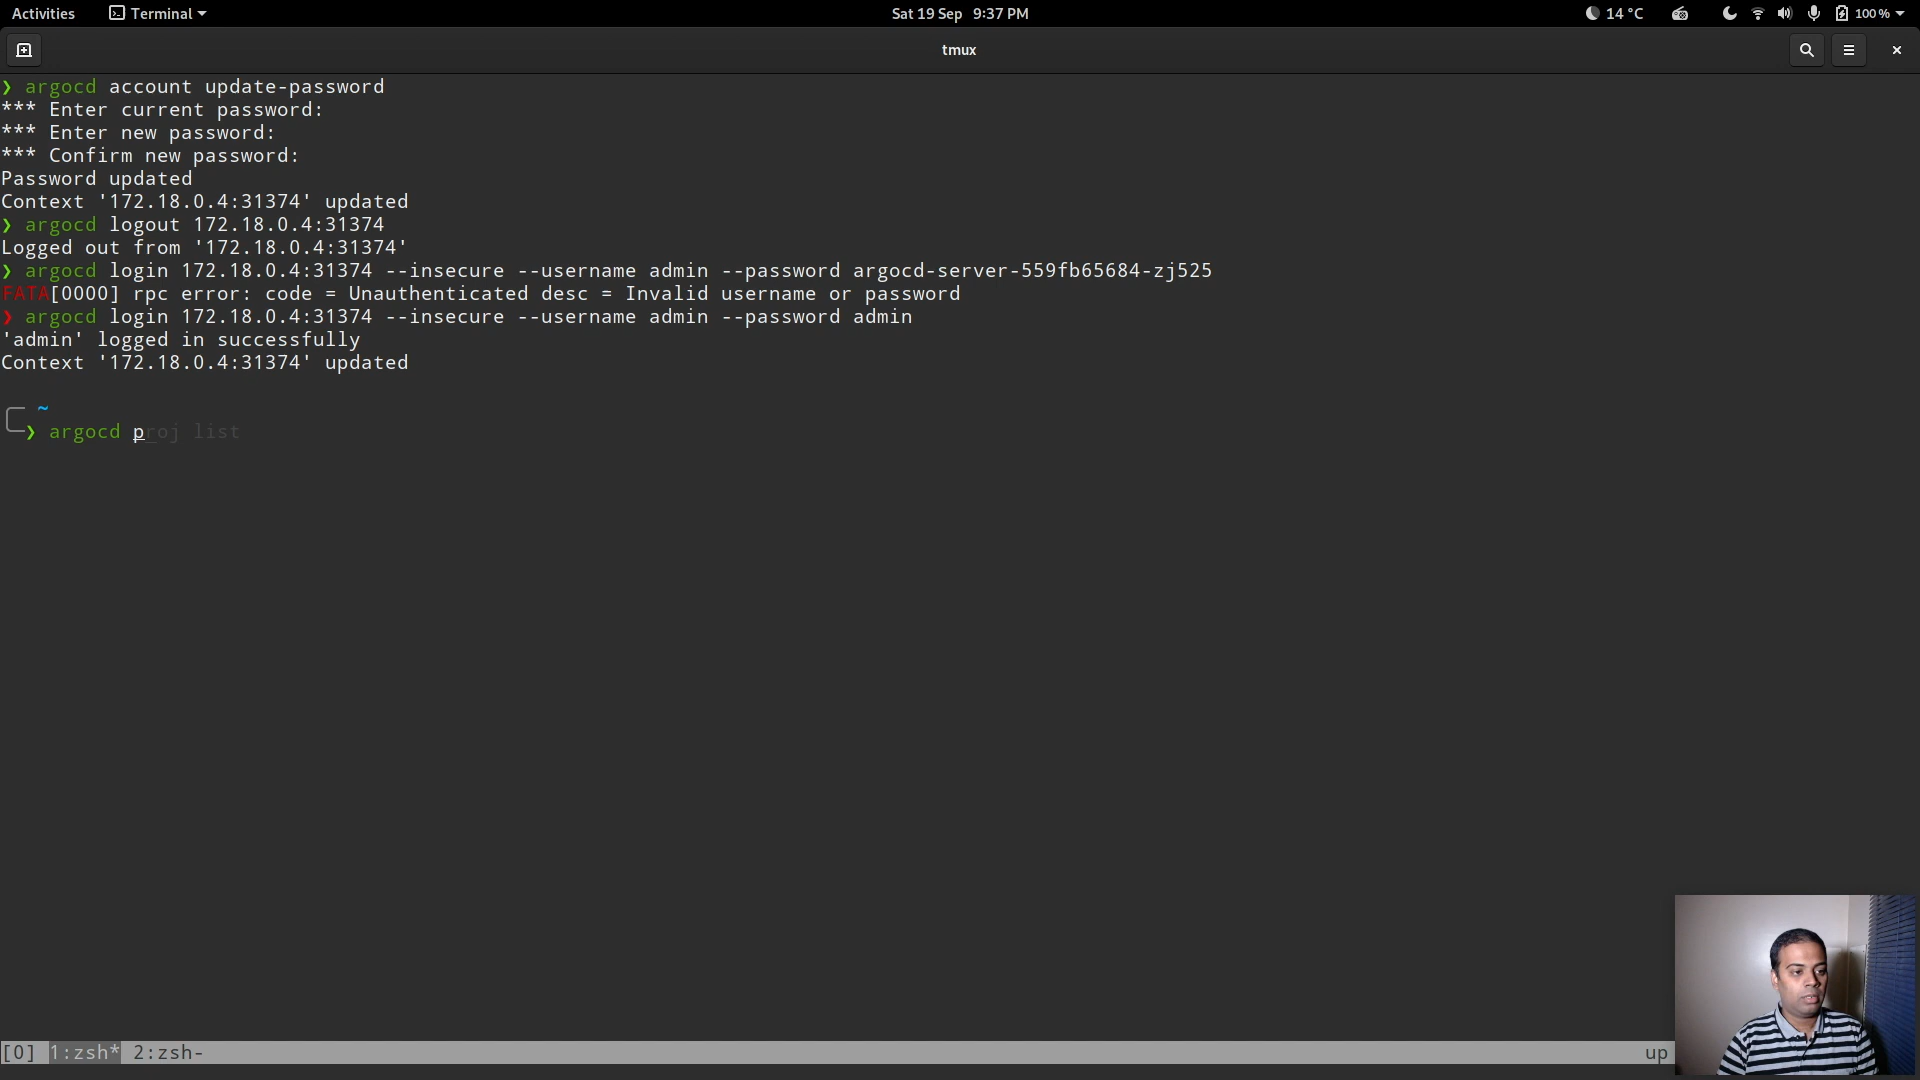 Activities Terminal Sat 19 Sep 9:37 PM 14 °C 100 %
tmux
❯ argocd account update-password
*** Enter current password:
*** Enter new password:
*** Confirm new password:
Password updated
Context '172.18.0.4:31374' updated
❯ argocd logout 172.18.0.4:31374
Logged out from '172.18.0.4:31374'
❯ argocd login 172.18.0.4:31374 --insecure --username admin --password argocd-server-559fb65684-zj525
FATA[0000] rpc error: code = Unauthenticated desc = Invalid username or password
❯ argocd login 172.18.0.4:31374 --insecure --username admin --password admin
'admin' logged in successfully
Context '172.18.0.4:31374' updated
~
❯ argocd proj list
[0] 1:zsh* 2:zsh- up